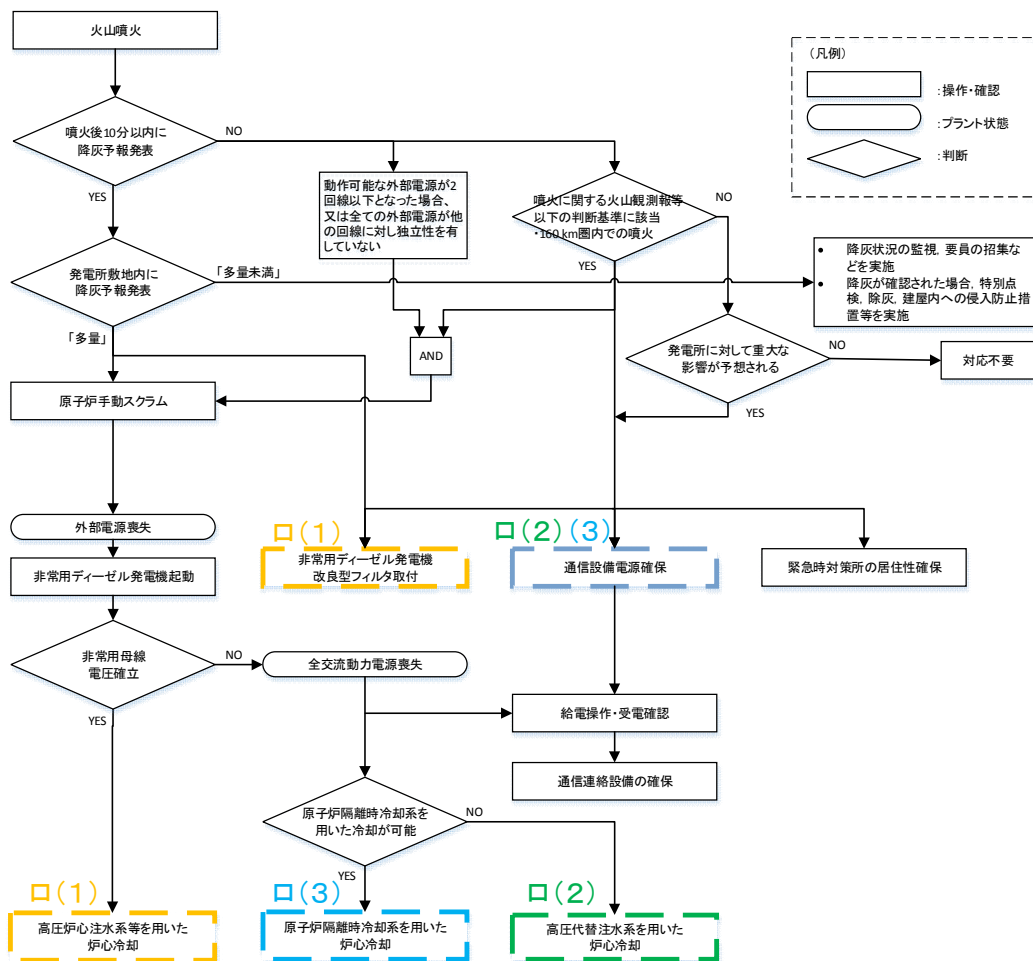 火山噴火
(凡例)
:操作・確認
:プラント状態
:判断
噴火後10分以内に
降灰予報発表
NO
YES
動作可能な外部電源が2
回線以下となった場合、
又は全ての外部電源が他
の回線に対し独立性を有
していない
噴火に関する火山観測報等
以下の判断基準に該当
・160 km圏内での噴火
NO
YES
発電所敷地内に
降灰予報発表
「多量未満」
「多量」
• 降灰状況の監視, 要員の招集な
どを実施
• 降灰が確認された場合, 特別点
検, 除灰, 建屋内への侵入防止措
置等を実施
AND
発電所に対して重大な
影響が予想される
NO
YES
対応不要
原子炉手動スクラム
外部電源喪失
非常用ディーゼル発電機起動
ロ(1)
非常用ディーゼル発電機
改良型フィルタ取付
ロ(2)(3)
通信設備電源確保
緊急時対策所の居住性確保
非常用母線
電圧確立
NO
YES
全交流動力電源喪失
給電操作・受電確認
通信連絡設備の確保
原子炉隔離時冷却系を
用いた冷却が可能
NO
YES
ロ(1)
高圧炉心注水系等を用いた
炉心冷却
ロ(3)
原子炉隔離時冷却系を用いた
炉心冷却
ロ(2)
高圧代替注水系を用いた
炉心冷却